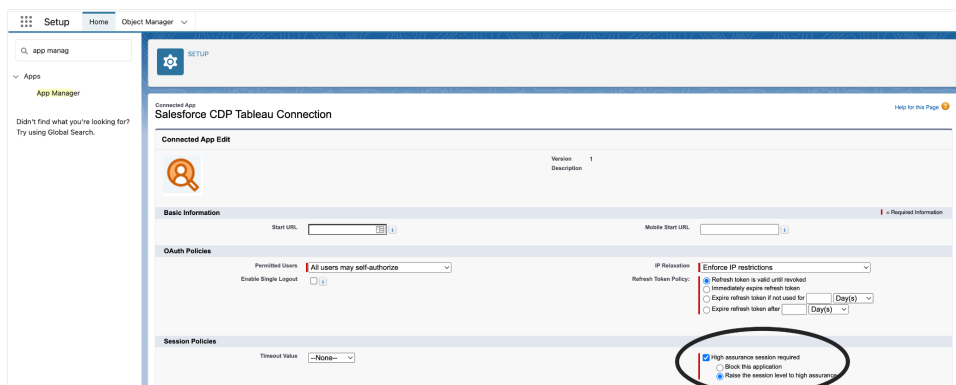 Setup Home Object Manager
app manag
Apps
App Manager
Didn't find what you're looking for?
Try using Global Search.
SETUP
Connected App
Salesforce CDP Tableau Connection
Help for this Page
Connected App Edit
Version 1
Description
Basic Information
= Required Information
Start URL
Mobile Start URL
OAuth Policies
Permitted Users All users may self-authorize
IP Relaxation Enforce IP restrictions
Enable Single Logout
Refresh Token Policy: Refresh token is valid until revoked
Immediately expire refresh token
Expire refresh token if not used for Day(s)
Expire refresh token after Day(s)
Session Policies
Timeout Value --None--
High assurance session required
Block this application
Raise the session level to high assurance